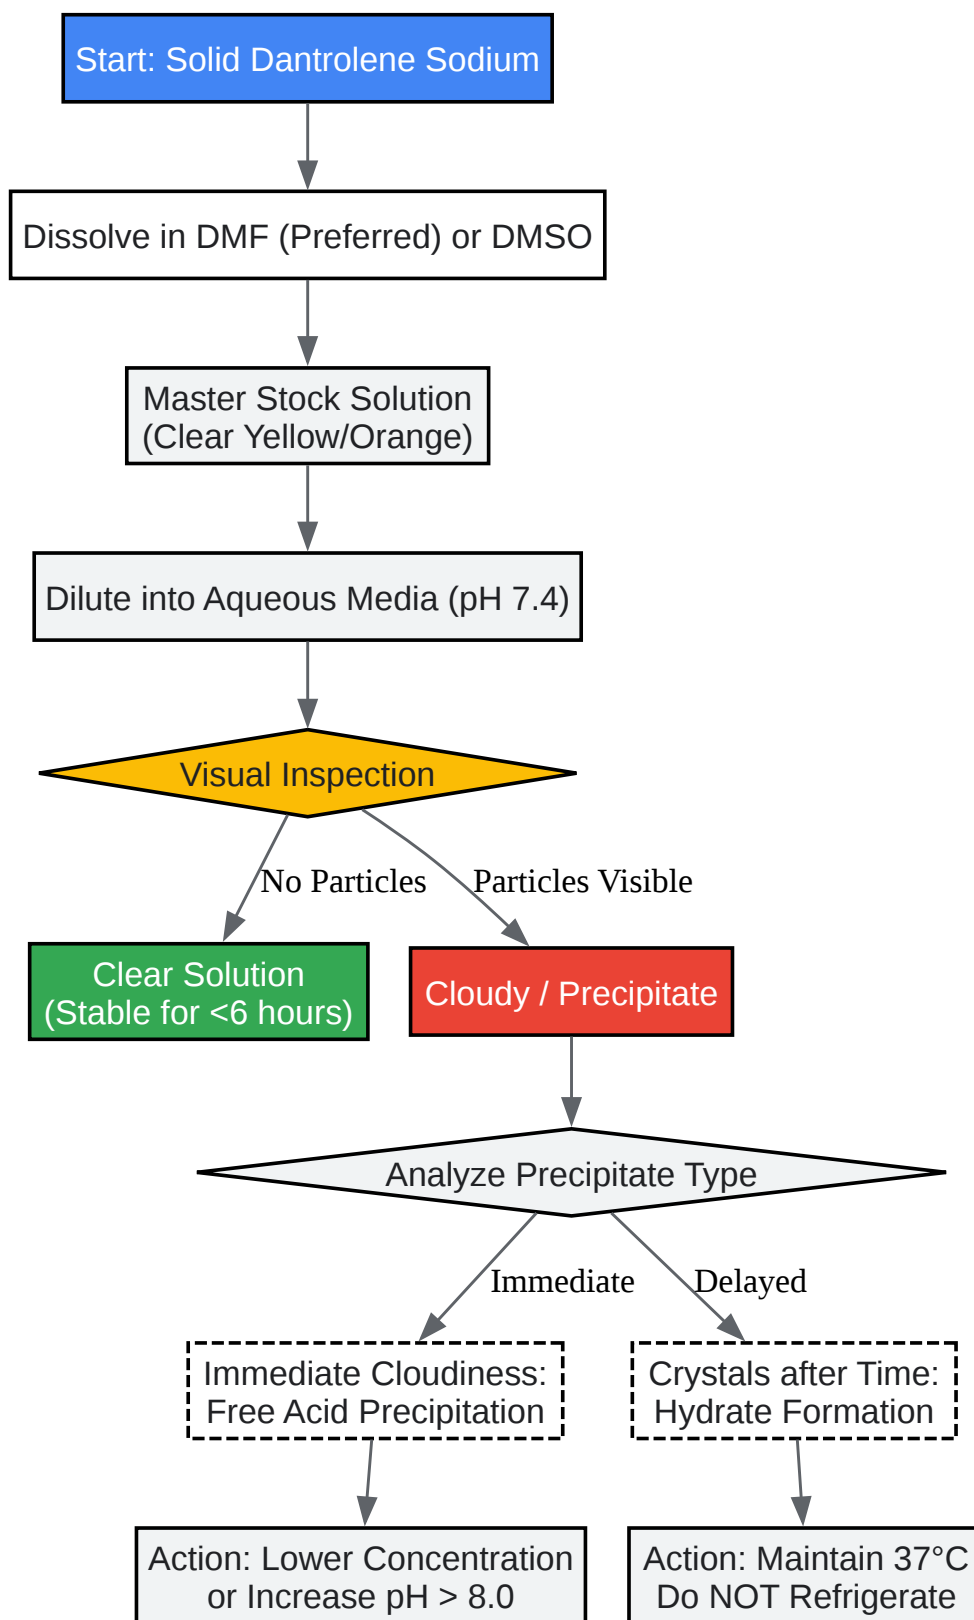 Start: Solid Dantrolene Sodium
Dissolve in DMF (Preferred) or DMSO
Master Stock Solution
(Clear Yellow/Orange)
Dilute into Aqueous Media (pH 7.4)
Visual Inspection
No Particles
Particles Visible
Clear Solution
(Stable for <6 hours)
Cloudy / Precipitate
Analyze Precipitate Type
Immediate
Delayed
Immediate Cloudiness:
Free Acid Precipitation
Crystals after Time:
Hydrate Formation
Action: Lower Concentration
or Increase pH > 8.0
Action: Maintain 37°C
Do NOT Refrigerate